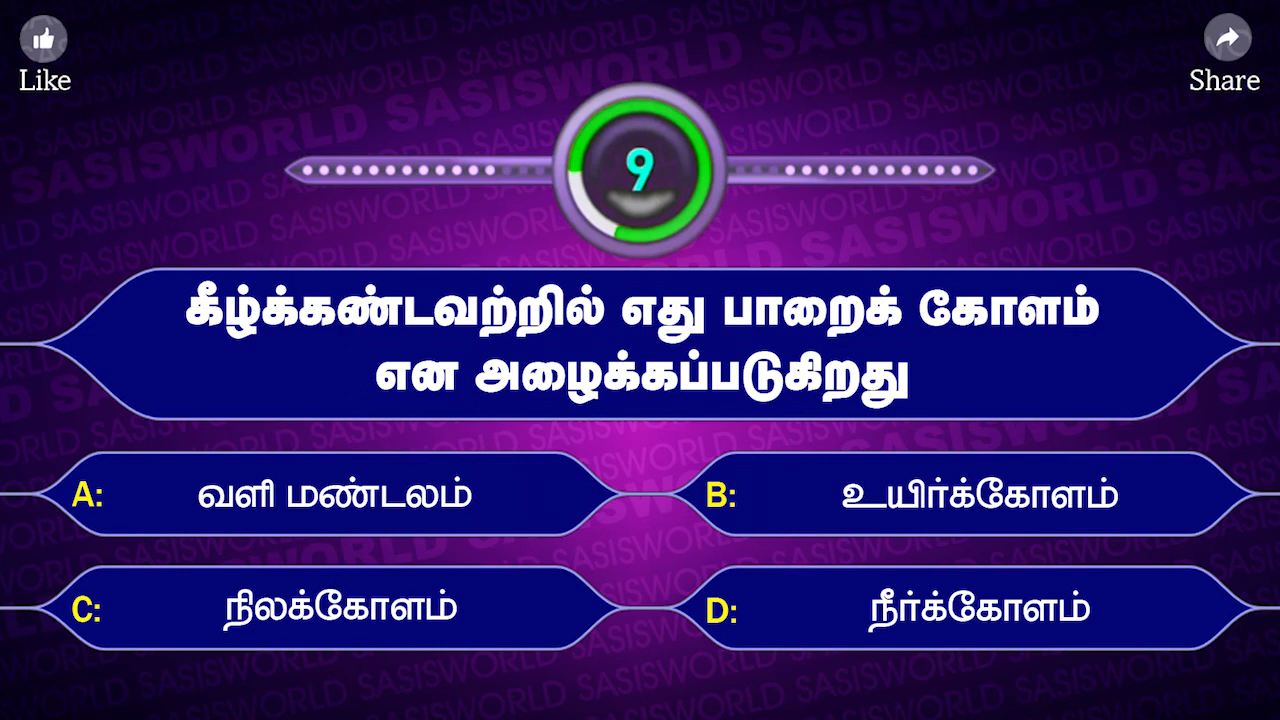 Like
Share
9
கீழ்க்கண்டவற்றில் எது பாறைக் கோளம்
என அழைக்கப்படுகிறது
A: வளி மண்டலம்
B: உயிர்க்கோளம்
C: நிலக்கோளம்
D: நீர்க்கோளம்
SASISWORLD